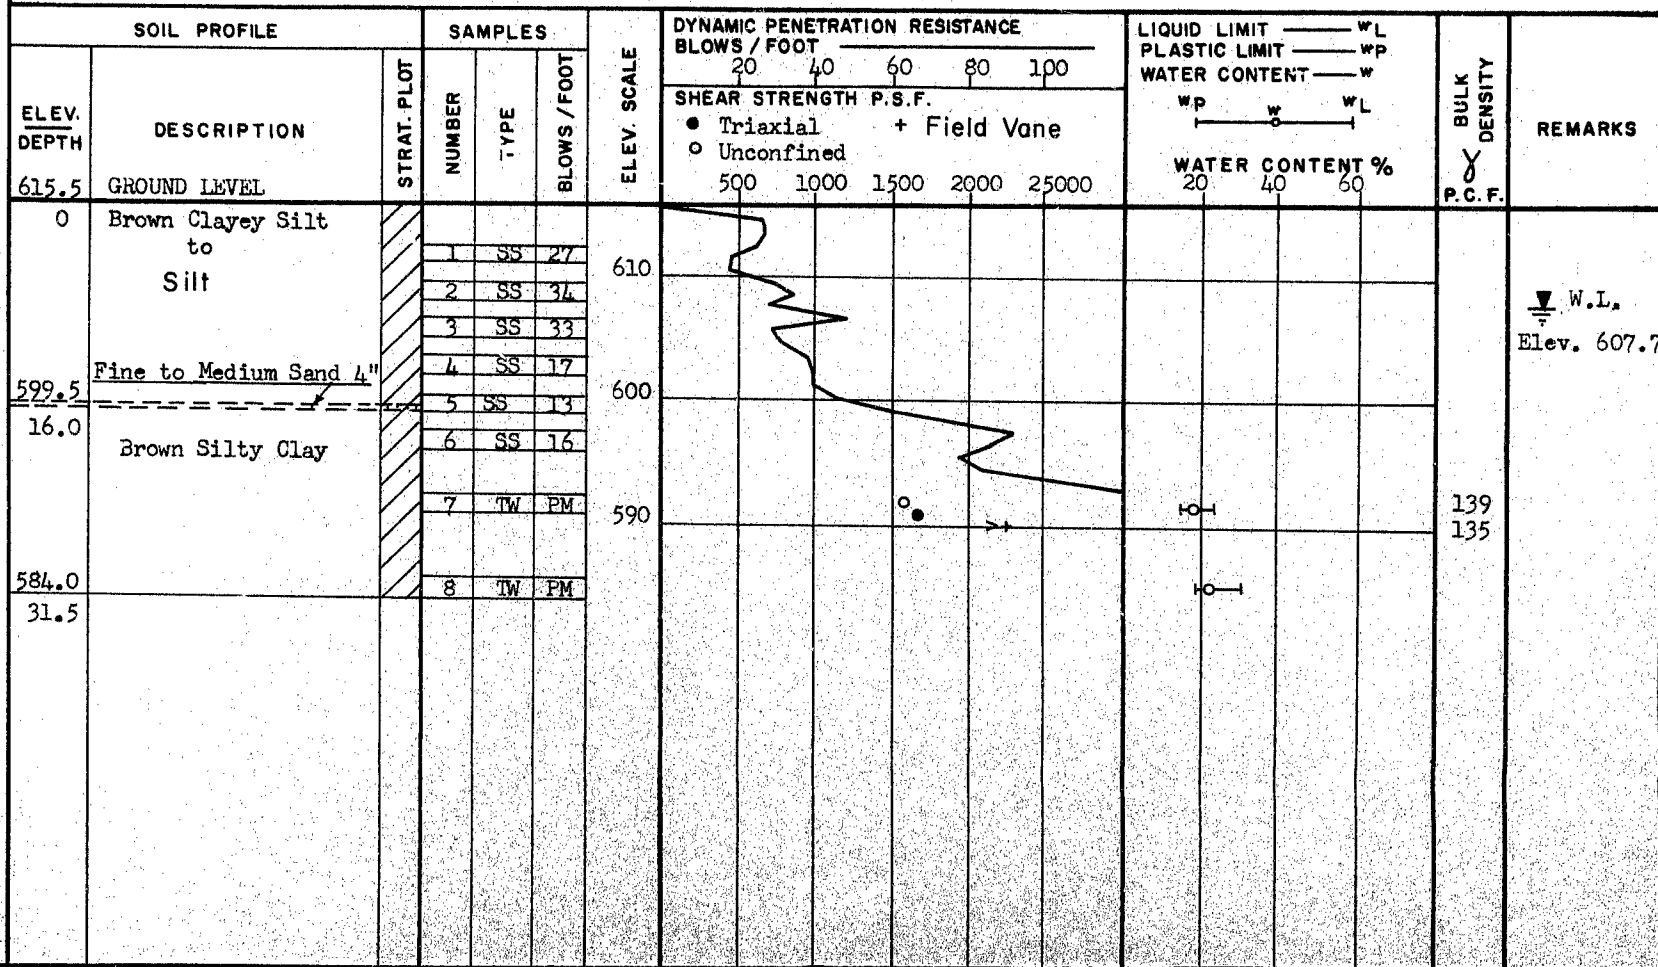 SOIL PROFILE
SAMPLES
ELEV. SCALE
DYNAMIC PENETRATION RESISTANCE
BLOWS / FOOT
20 40 60 80 100
SHEAR STRENGTH P.S.F.
● Triaxial + Field Vane
○ Unconfined
500 1000 1500 2000 25000
LIQUID LIMIT wL
PLASTIC LIMIT wP
WATER CONTENT w
wP w wL
WATER CONTENT %
20 40 60
BULK DENSITY
γ
P.C.F.
REMARKS
ELEV.
DEPTH
DESCRIPTION
STRAT. PLOT
NUMBER
TYPE
BLOWS / FOOT
615.5 GROUND LEVEL
0 Brown Clayey Silt
to
Silt
1 SS 27
610
2 SS 34
W.L.
3 SS 33
Elev. 607.7
Fine to Medium Sand 4"
4 SS 17
599.5
600
5 SS 13
16.0
Brown Silty Clay
6 SS 16
7 TW PM
590
139
135
584.0
8 TW PM
31.5